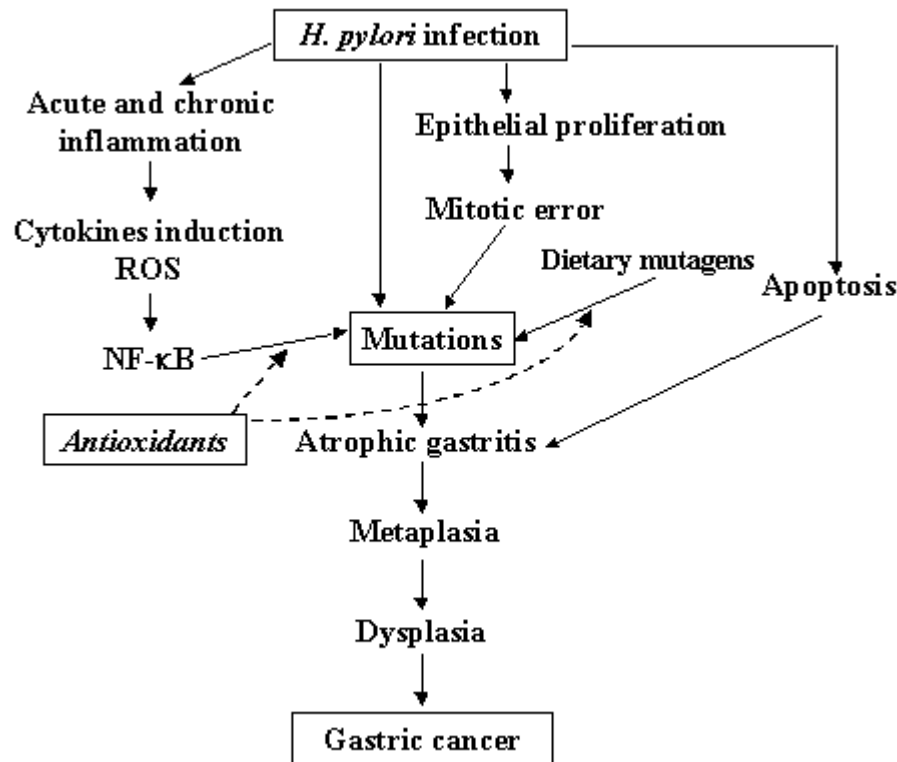 H. pylori infection
Acute and chronic
inflammation
Epithelial proliferation
Mitotic error
Cytokines induction
ROS
Dietary mutagens
Apoptosis
Mutations
NF-κB
Antioxidants
Atrophic gastritis
Metaplasia
Dysplasia
Gastric cancer